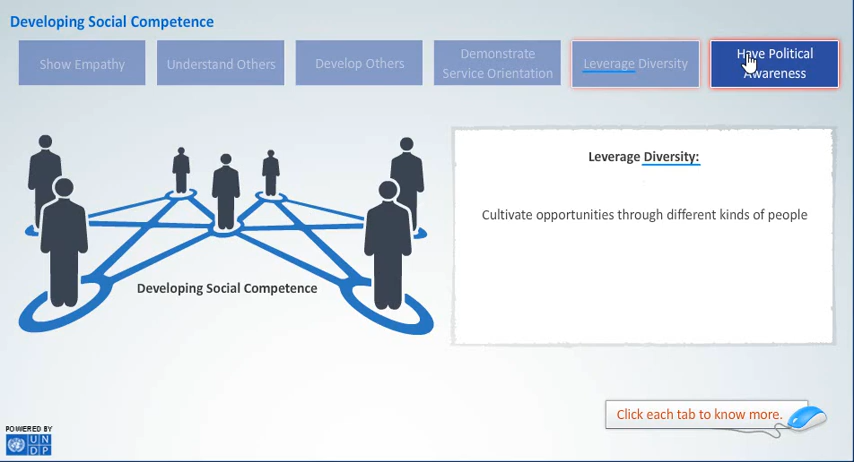 Developing Social Competence
Show Empathy
Understand Others
Develop Others
Demonstrate
Service Orientation
Leverage Diversity
Have Political
Awareness
Leverage Diversity:
Cultivate opportunities through different kinds of people
Developing Social Competence
Click each tab to know more.
POWERED BY
U N
D P